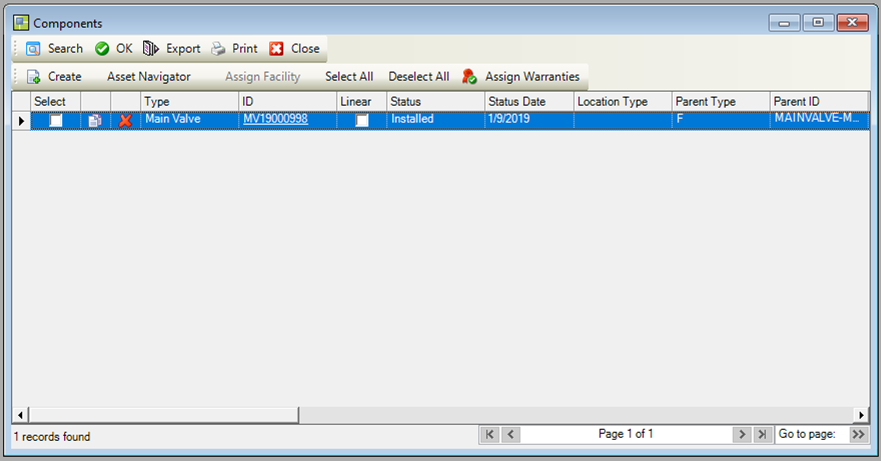 Components
Search OK Export Print Close
Create Asset Navigator Assign Facility Select All Deselect All Assign Warranties
Select Type ID Linear Status Status Date Location Type Parent Type Parent ID
Main Valve MV19000998 Installed 1/9/2019 F MAINVALVE-M...
1 records found Page 1 of 1 Go to page: